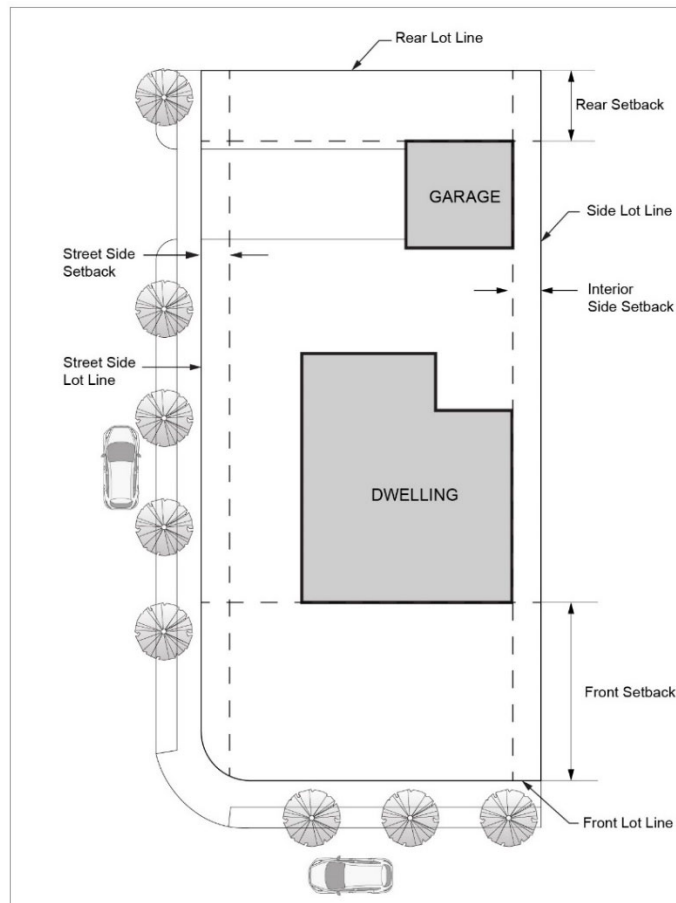 Rear Lot Line
Rear Setback
GARAGE
Side Lot Line
Street Side
Setback
Interior
Side Setback
Street Side
Lot Line
DWELLING
Front Setback
Front Lot Line